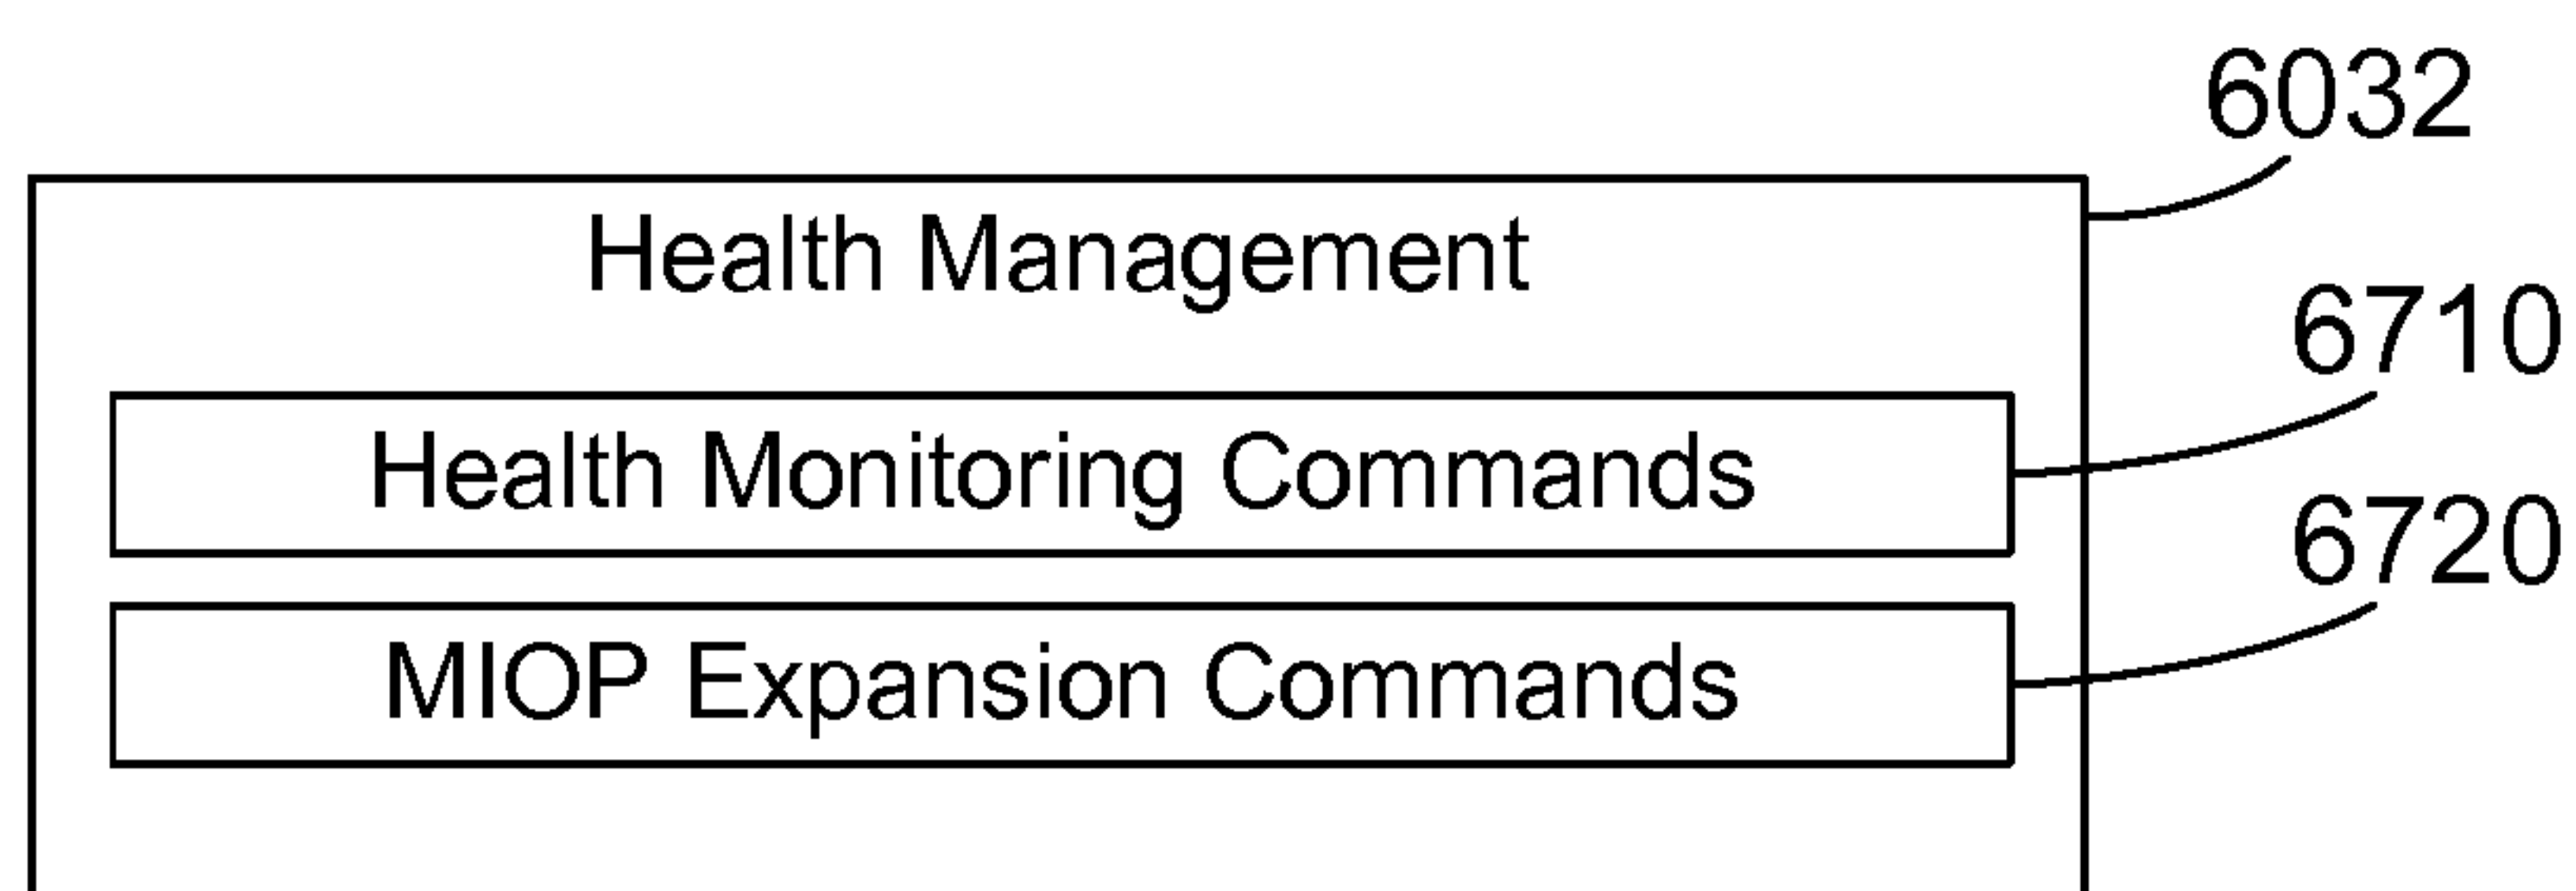 6032
Health Management
6710
Health Monitoring Commands
6720
MIOP Expansion Commands